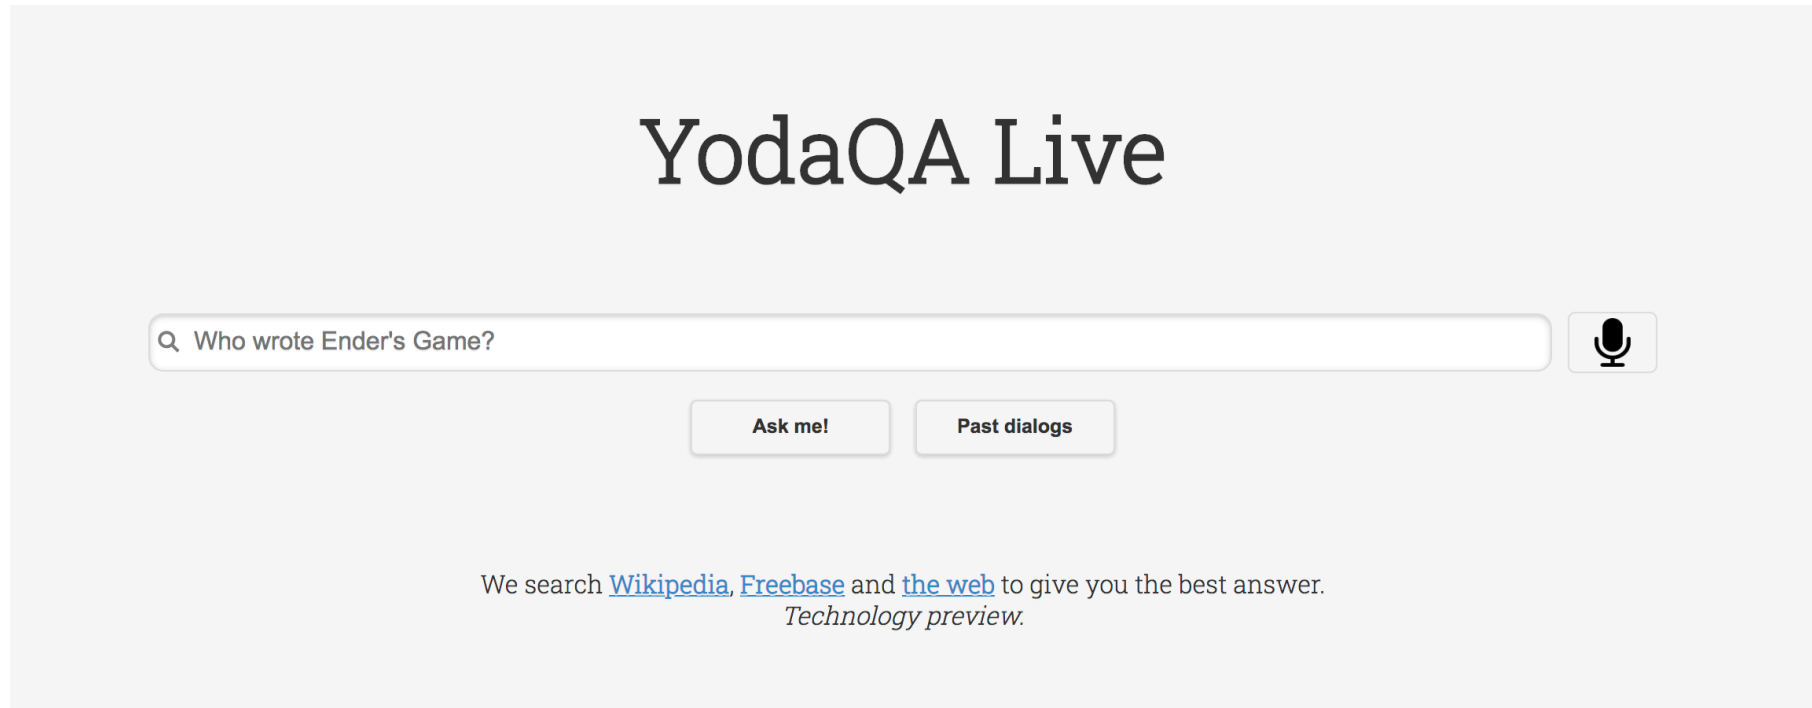 YodaQA Live
Who wrote Ender's Game?
Ask me!
Past dialogs
We search Wikipedia, Freebase and the web to give you the best answer.
Technology preview.